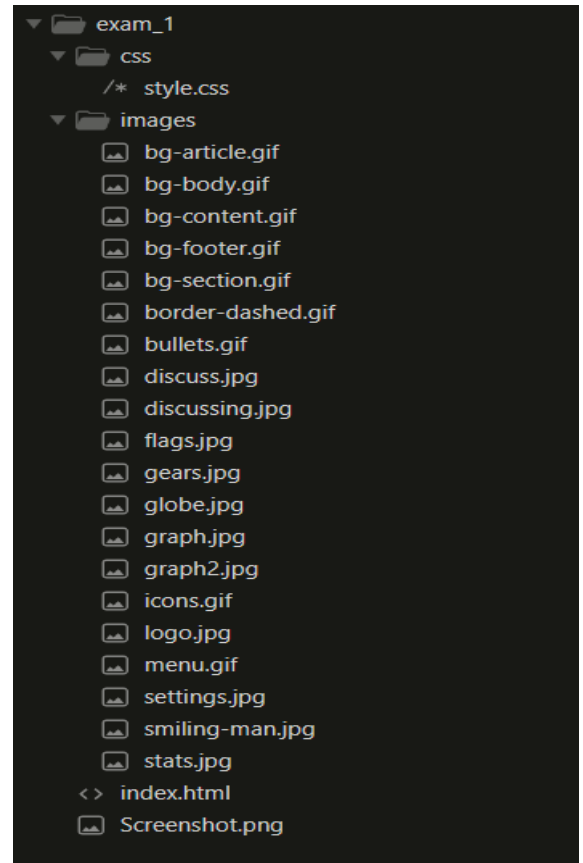 exam_1
css
/* style.css
images
bg-article.gif
bg-body.gif
bg-content.gif
bg-footer.gif
bg-section.gif
border-dashed.gif
bullets.gif
discuss.jpg
discussing.jpg
flags.jpg
gears.jpg
globe.jpg
graph.jpg
graph2.jpg
icons.gif
logo.jpg
menu.gif
settings.jpg
smiling-man.jpg
stats.jpg
<> index.html
Screenshot.png